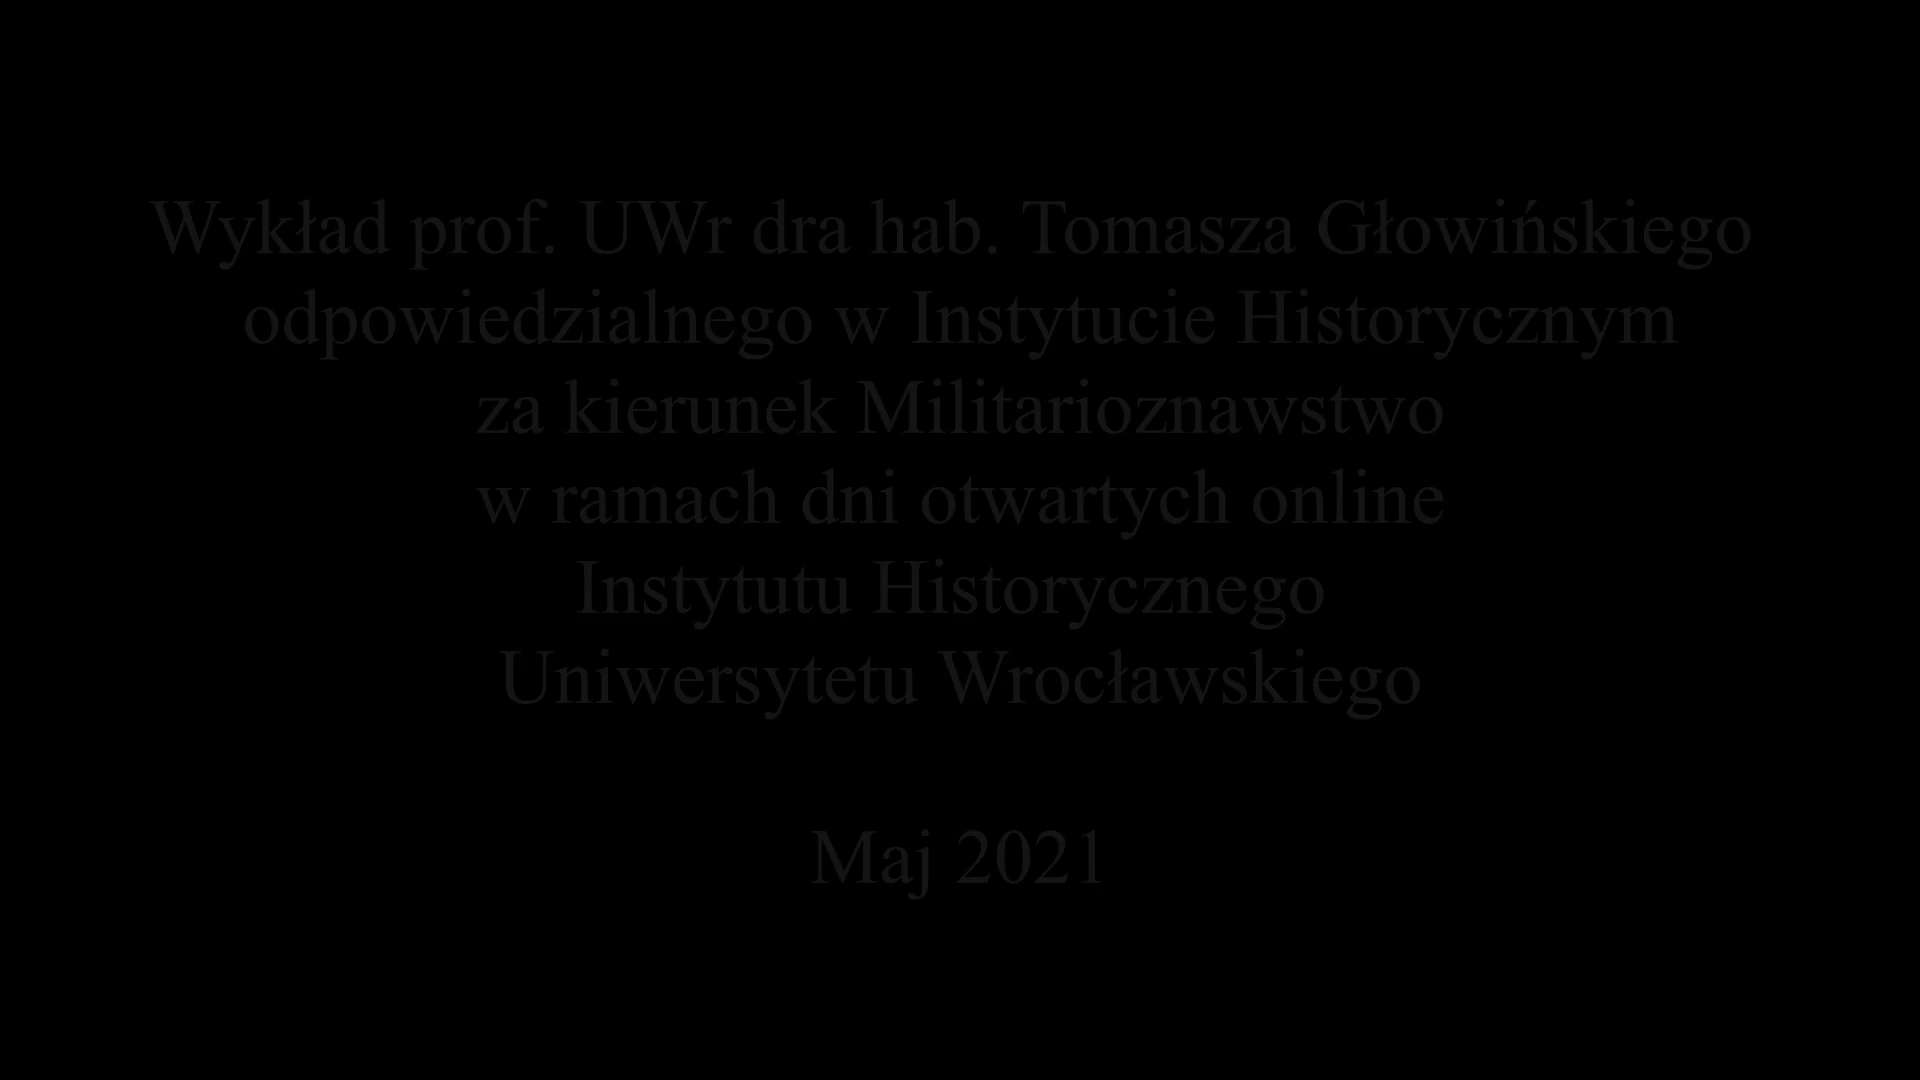 Wykład prof. UWr dra hab. Tomasza Głowińskiego
odpowiedzialnego w Instytucie Historycznym
za kierunek Militarioznawstwo
w ramach dni otwartych online
Instytutu Historycznego
Uniwersytetu Wrocławskiego
Maj 2021